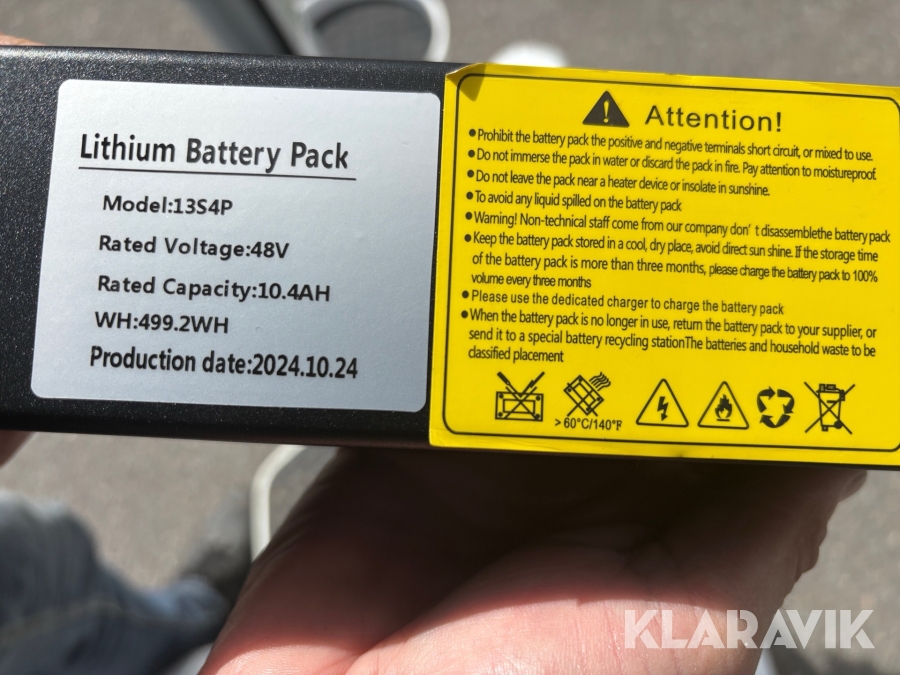 Lithium Battery Pack
Model:13S4P
Rated Voltage:48V
Rated Capacity:10.4AH
WH:499.2WH
Production date:2024.10.24
Attention!
•Prohibit the battery pack the positive and negative terminals short circuit, or mixed to use.
•Do not immerse the pack in water or discard the pack in fire. Pay attention to moistureproof.
•Do not leave the pack near a heater device or insolate in sunshine.
•To avoid any liquid spilled on the battery pack
•Warning! Non-technical staff come from our company don' t disassemblethe battery pack
•Keep the battery pack stored in a cool, dry place, avoid direct sun shine. If the storage time
of the battery pack is more than three months, please charge the battery pack to 100%
volume every three months
•Please use the dedicated charger to charge the battery pack
•When the battery pack is no longer in use, return the battery pack to your supplier, or
send it to a special battery recycling stationThe batteries and household waste to be
classified placement
>60°C/140°F
KLARAVIK